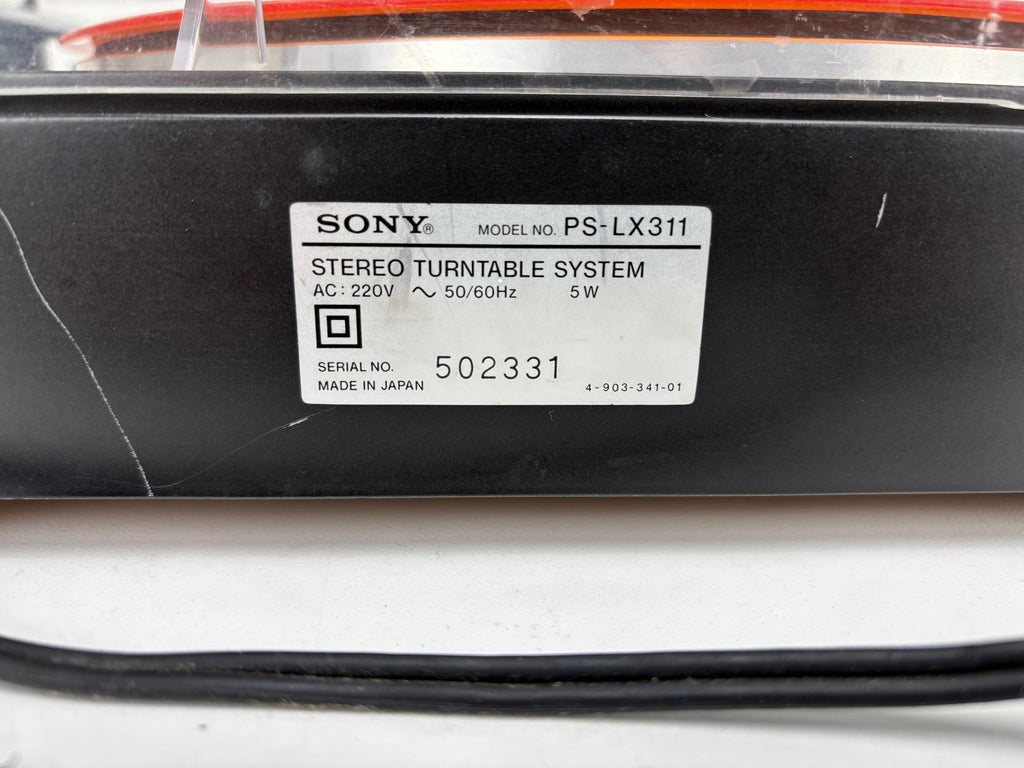 SONY® MODEL NO. PS-LX311
STEREO TURNTABLE SYSTEM
AC: 220V ～ 50/60Hz 5W
SERIAL NO. 502331
MADE IN JAPAN 4-903-341-01